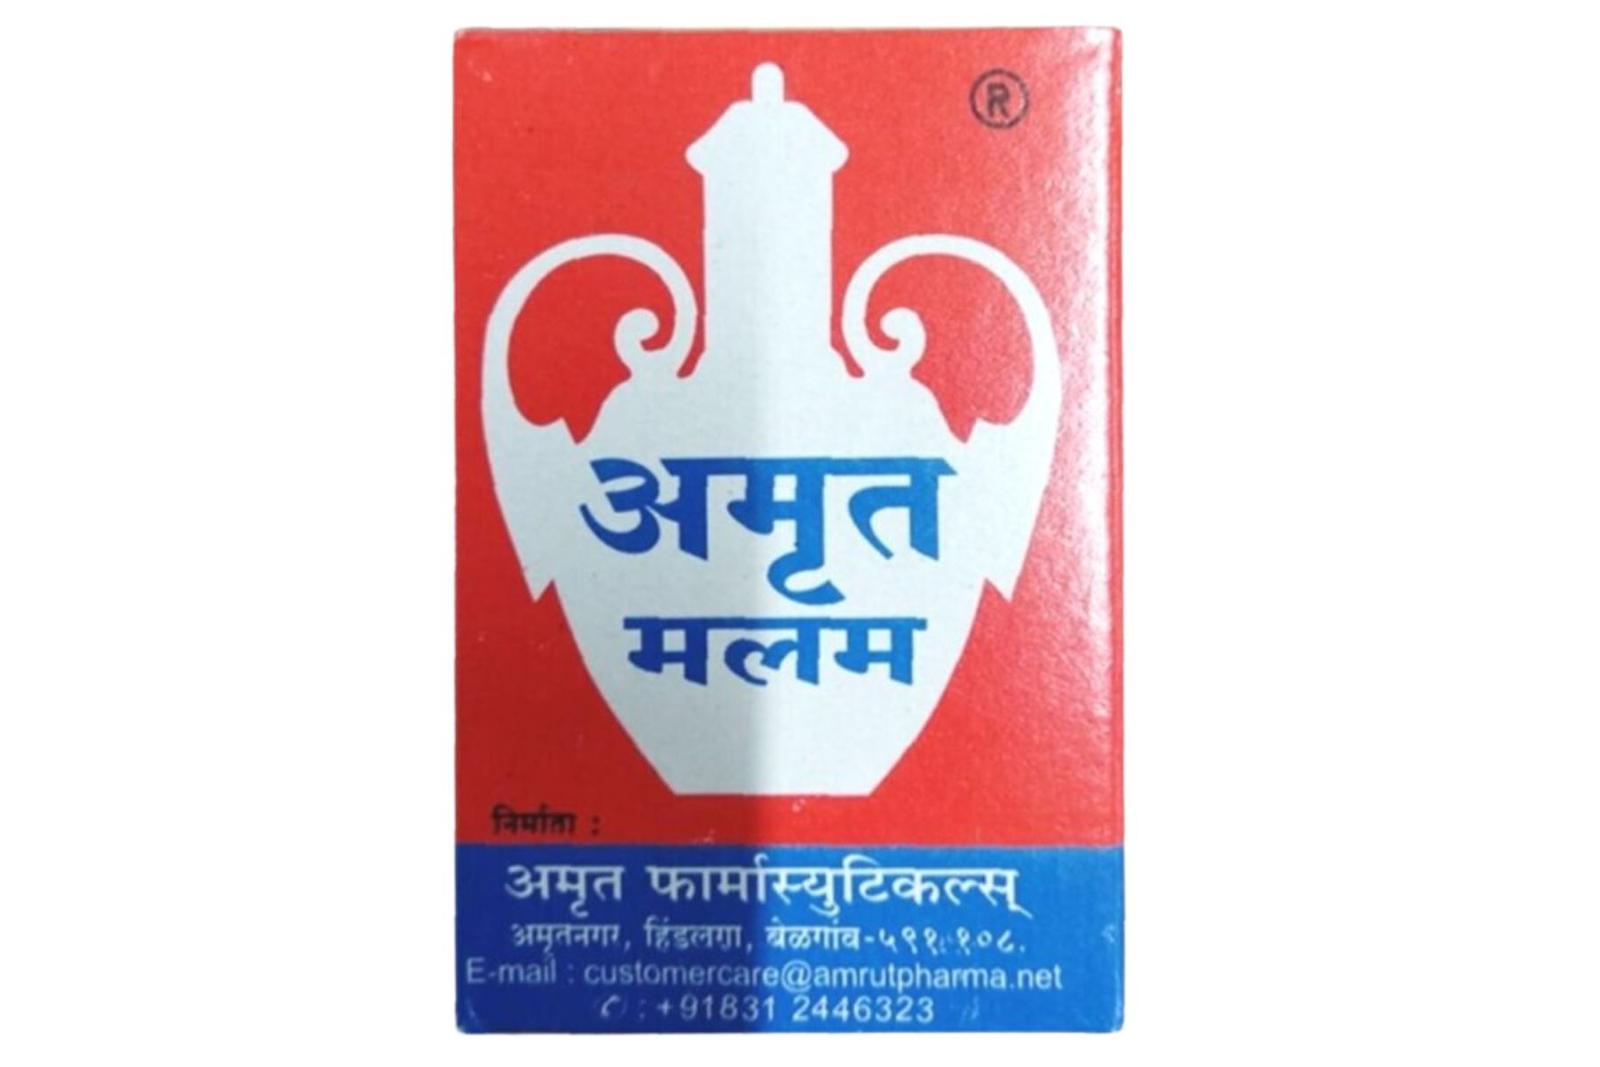 ®
अमृत
मलम
निर्माता :
अमृत फार्मास्युटिकल्स्
अमृतनगर, हिंडलगा, बेळगांव-५९१ १०८.
E-mail : customercare@amrutpharma.net
✆ : +91831 2446323